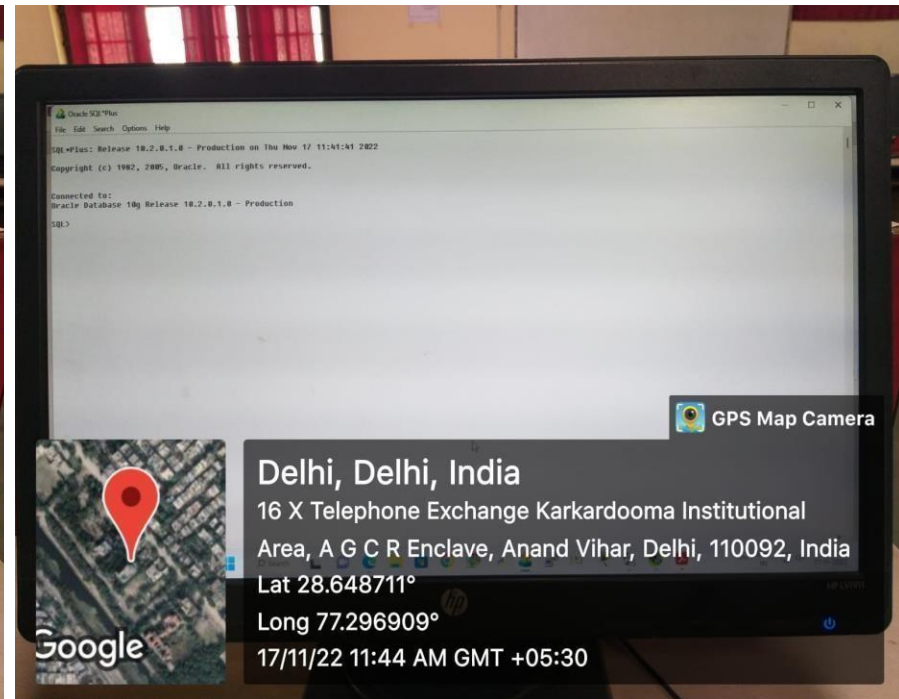 Oracle SQL*Plus
File Edit Search Options Help
SQL*Plus: Release 10.2.0.1.0 - Production on Thu Nov 17 11:41:41 2022
Copyright (c) 1982, 2005, Oracle. All rights reserved.
Connected to:
Oracle Database 10g Release 10.2.0.1.0 - Production
SQL>
GPS Map Camera
Delhi, Delhi, India
16 X Telephone Exchange Karkardooma Institutional
Area, A G C R Enclave, Anand Vihar, Delhi, 110092, India
Lat 28.648711°
Long 77.296909°
17/11/22 11:44 AM GMT +05:30
Google
hp